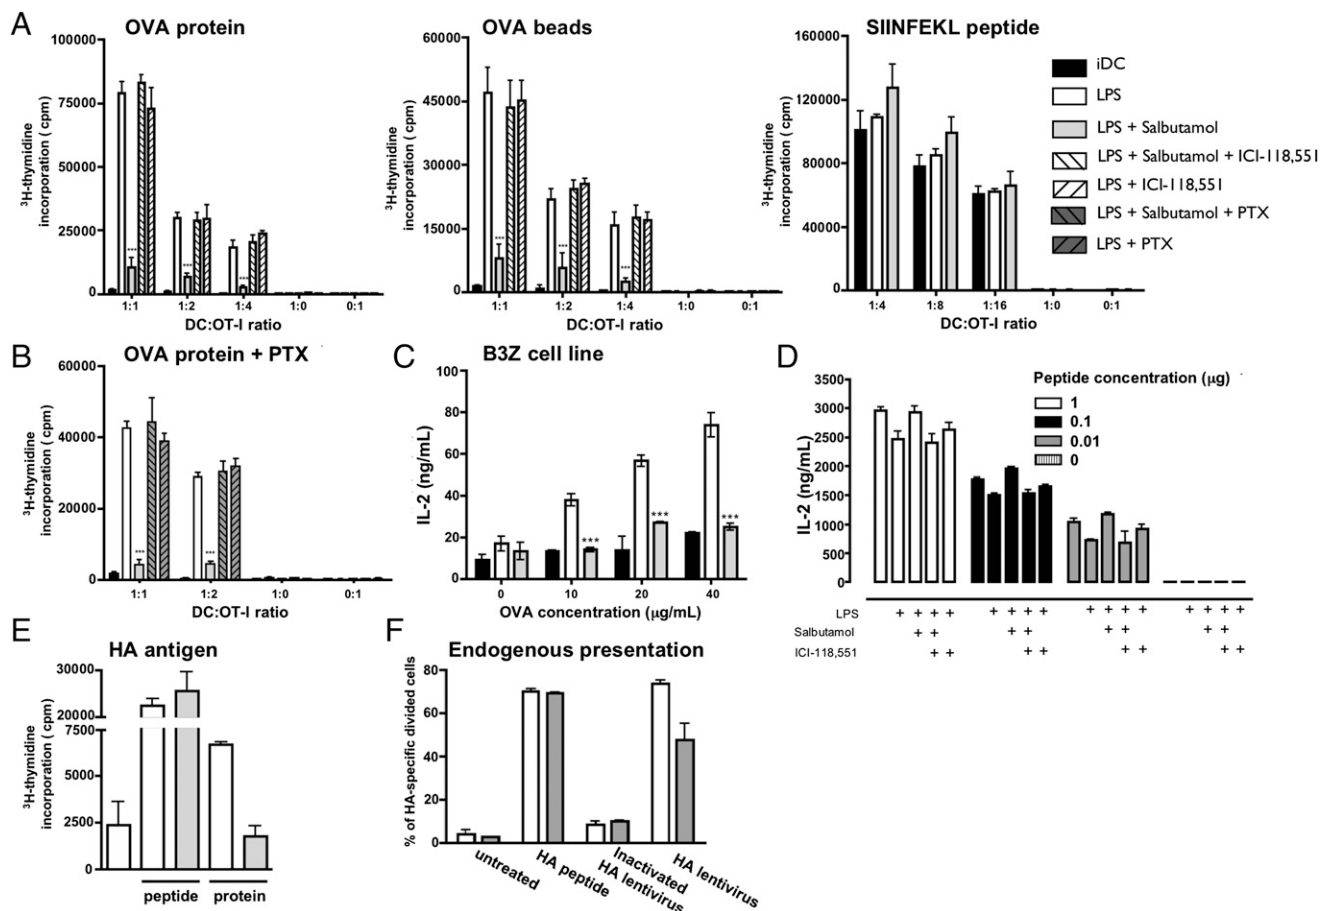 A
OVA protein
³H-thymidine
incorporation ( cpm)
100000
75000
50000
25000
0
***
***
***
1:1 1:2 1:4 1:0 0:1
DC:OT-I ratio
OVA beads
³H-thymidine
incorporation ( cpm)
60000
45000
30000
15000
0
***
***
***
1:1 1:2 1:4 1:0 0:1
DC:OT-I ratio
SIINFEKL peptide
³H-thymidine
incorporation ( cpm)
160000
120000
80000
40000
0
1:4 1:8 1:16 1:0 0:1
DC:OT-I ratio
iDC
LPS
LPS + Salbutamol
LPS + Salbutamol + ICI-118,551
LPS + ICI-118,551
LPS + Salbutamol + PTX
LPS + PTX
B
OVA protein + PTX
³H-thymidine
incorporation ( cpm)
60000
40000
20000
0
***
***
1:1 1:2 1:0 0:1
DC:OT-I ratio
C
B3Z cell line
IL-2 (ng/mL)
100
80
60
40
20
0
***
***
***
0 10 20 40
OVA concentration (µg/mL)
D
Peptide concentration (µg)
1
0.1
0.01
0
IL-2 (ng/mL)
3500
3000
2500
2000
1500
1000
500
0
LPS + + + + + + + + + + + + + + + +
Salbutamol + + + + + + + +
ICI-118,551 + + + + + + + +
E
HA antigen
³H-thymidine
incorporation ( cpm)
30000
20000
7500
5000
2500
0
peptide protein
F
Endogenous presentation
% of HA-specific divided cells
80
60
40
20
0
untreated
HA peptide
Inactivated
HA lentivirus
HA lentivirus